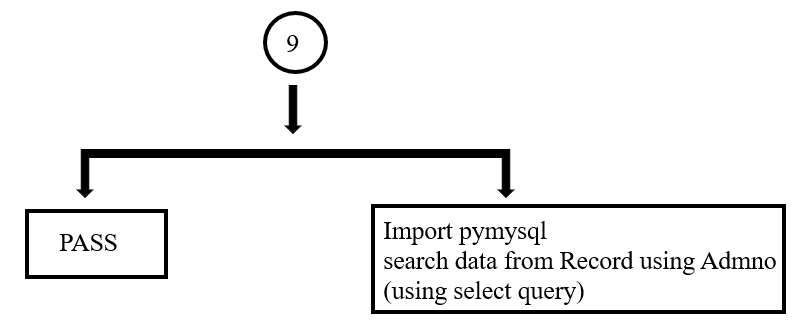 9
PASS
Import pymysql
search data from Record using Admno
(using select query)